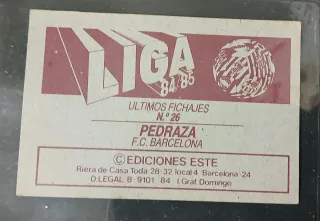 LIGA
84'85
ULTIMOS FICHAJES
N.º 26
PEDRAZA
F.C. BARCELONA
© EDICIONES ESTE
Riera de Casa Toda 28-32 local 4 Barcelona 24
D.LEGAL B-9101 84 (Graf. Domingo)